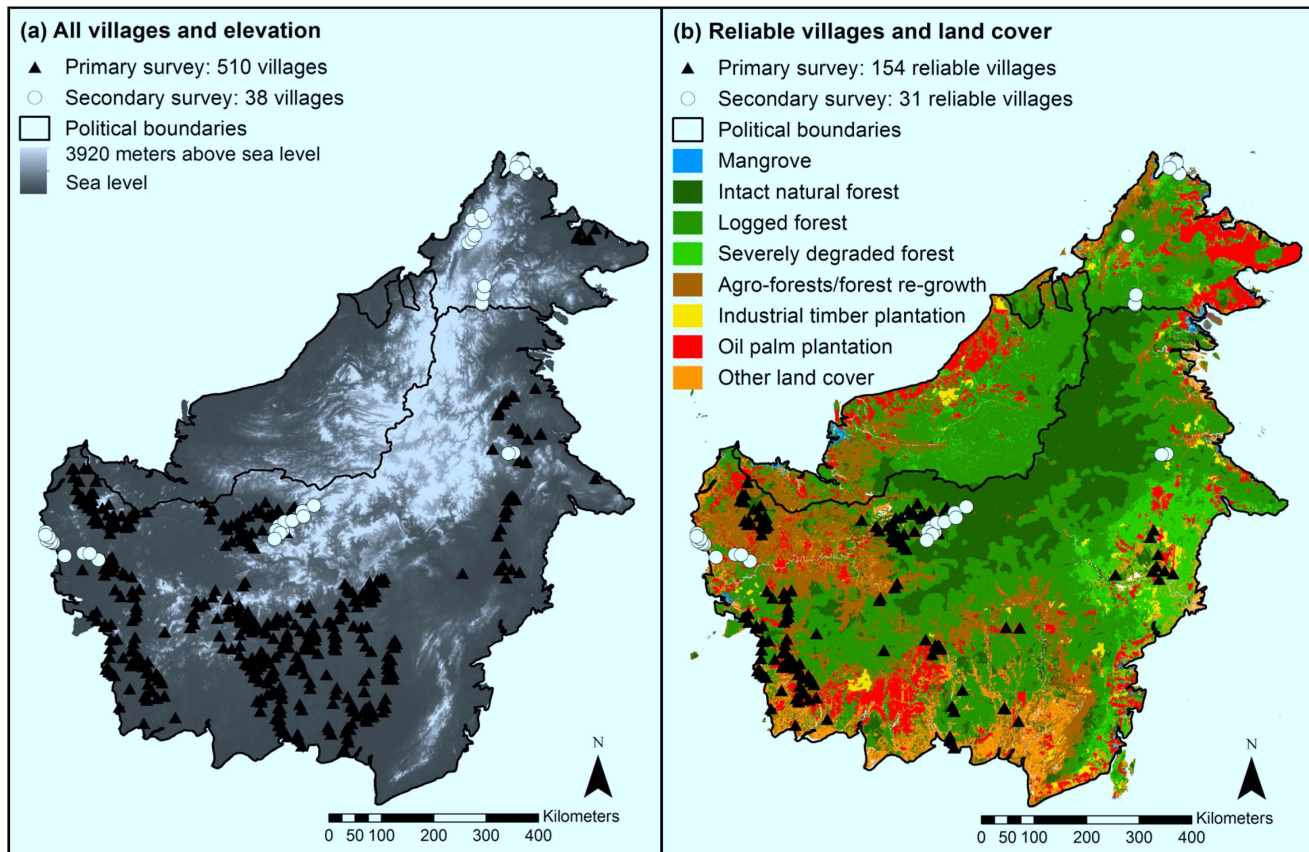 (a) All villages and elevation
Primary survey: 510 villages
Secondary survey: 38 villages
Political boundaries
3920 meters above sea level
Sea level
N
Kilometers
0 50 100 200 300 400
(b) Reliable villages and land cover
Primary survey: 154 reliable villages
Secondary survey: 31 reliable villages
Political boundaries
Mangrove
Intact natural forest
Logged forest
Severely degraded forest
Agro-forests/forest re-growth
Industrial timber plantation
Oil palm plantation
Other land cover
N
Kilometers
0 50 100 200 300 400